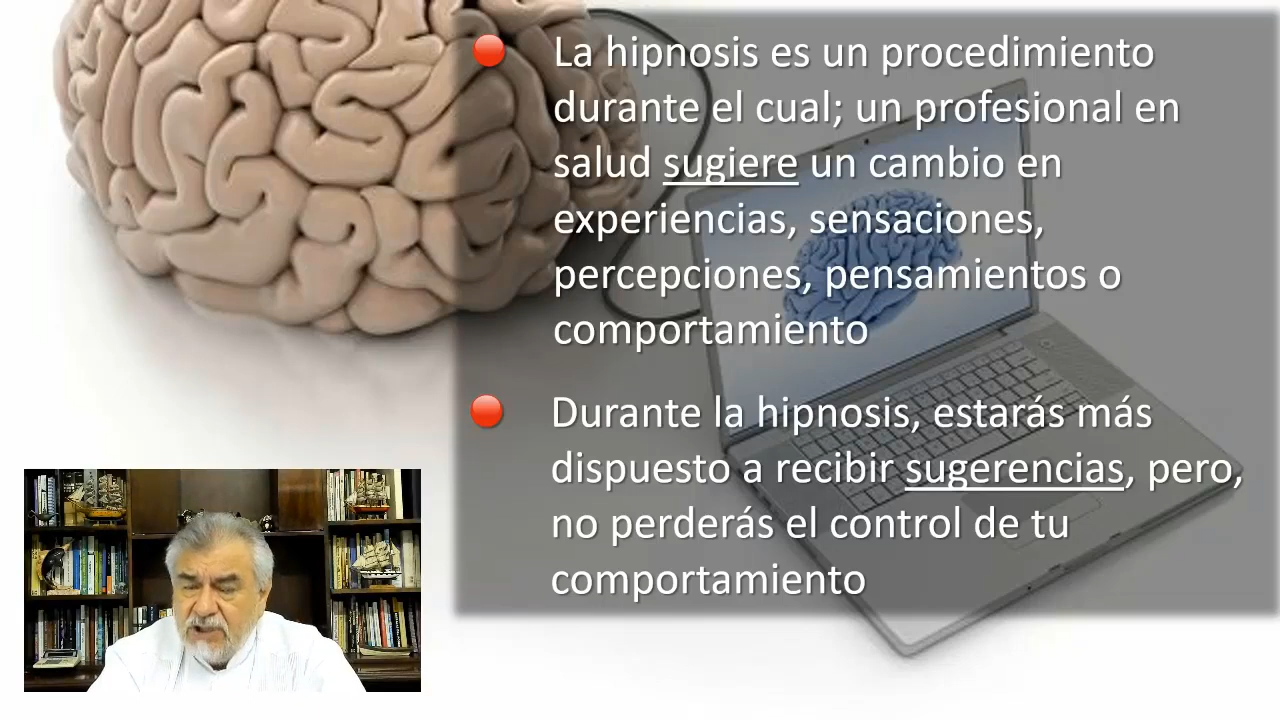 La hipnosis es un procedimiento
durante el cual; un profesional en
salud sugiere un cambio en
experiencias, sensaciones,
percepciones, pensamientos o
comportamiento
Durante la hipnosis, estarás más
dispuesto a recibir sugerencias, pero,
no perderás el control de tu
comportamiento